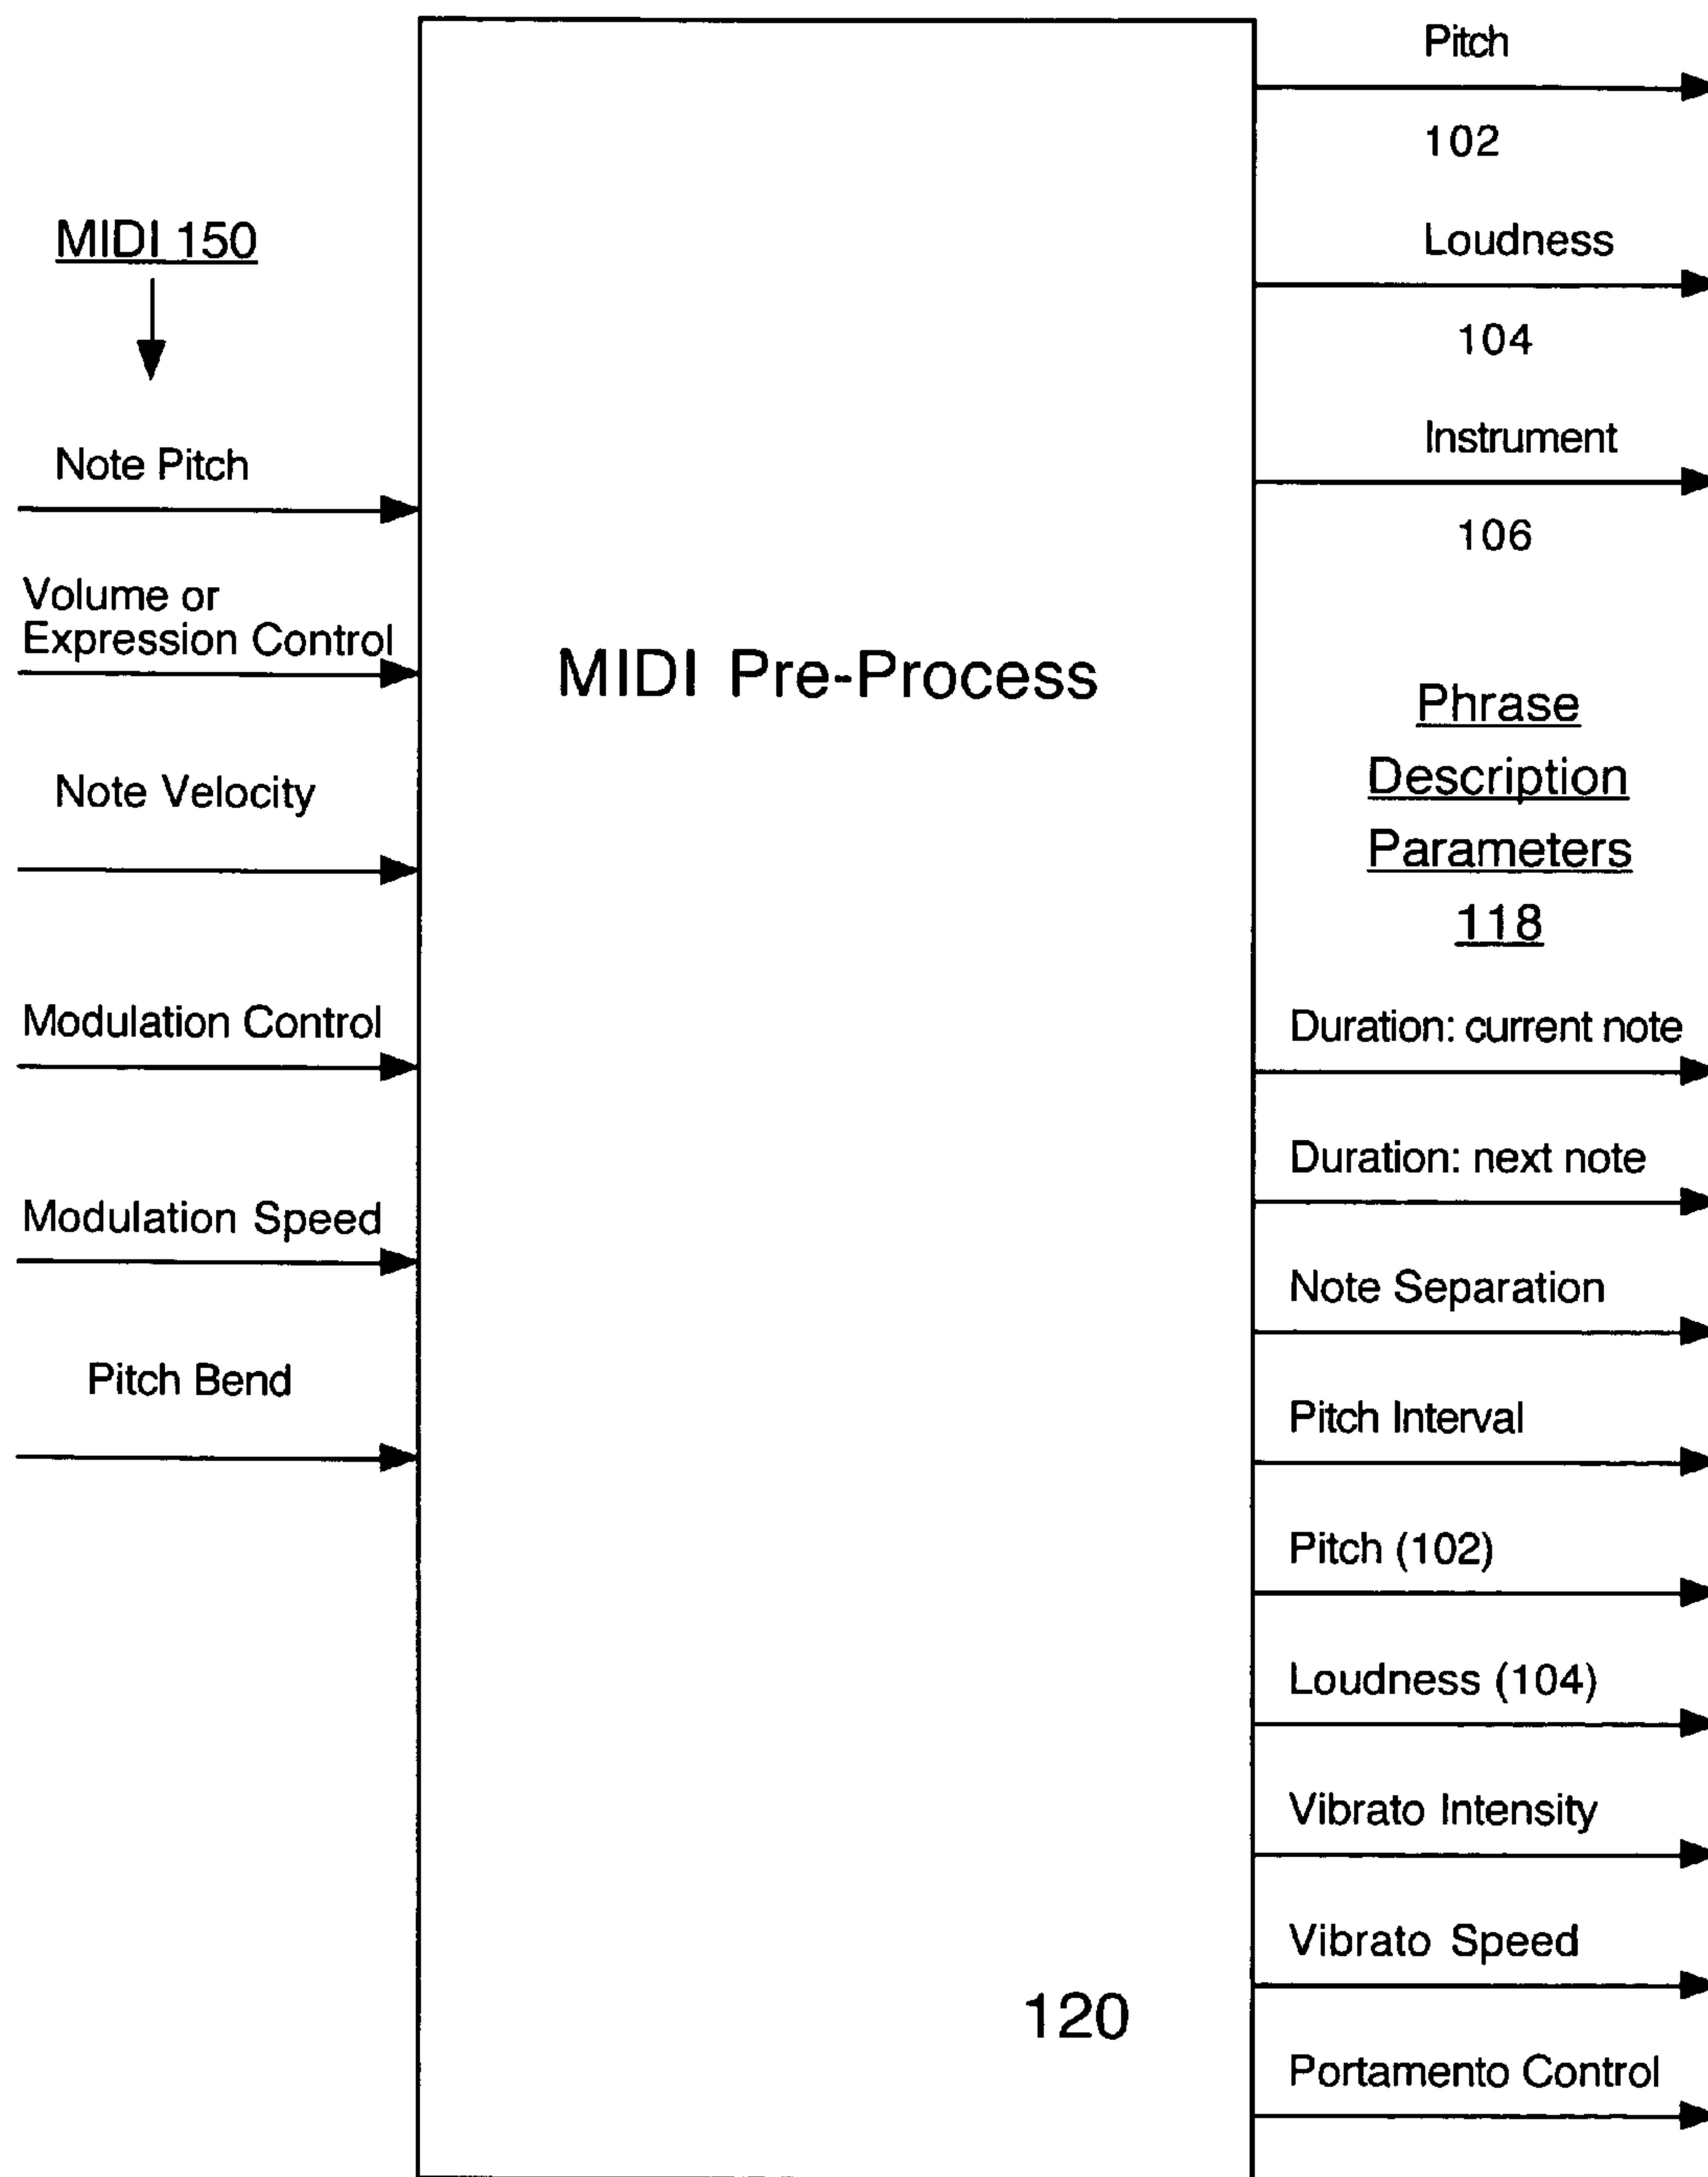 MIDI 150
Note Pitch
Volume or
Expression Control
Note Velocity
Modulation Control
Modulation Speed
Pitch Bend
MIDI Pre-Process
120
Pitch
102
Loudness
104
Instrument
106
Phrase
Description
Parameters
118
Duration: current note
Duration: next note
Note Separation
Pitch Interval
Pitch (102)
Loudness (104)
Vibrato Intensity
Vibrato Speed
Portamento Control